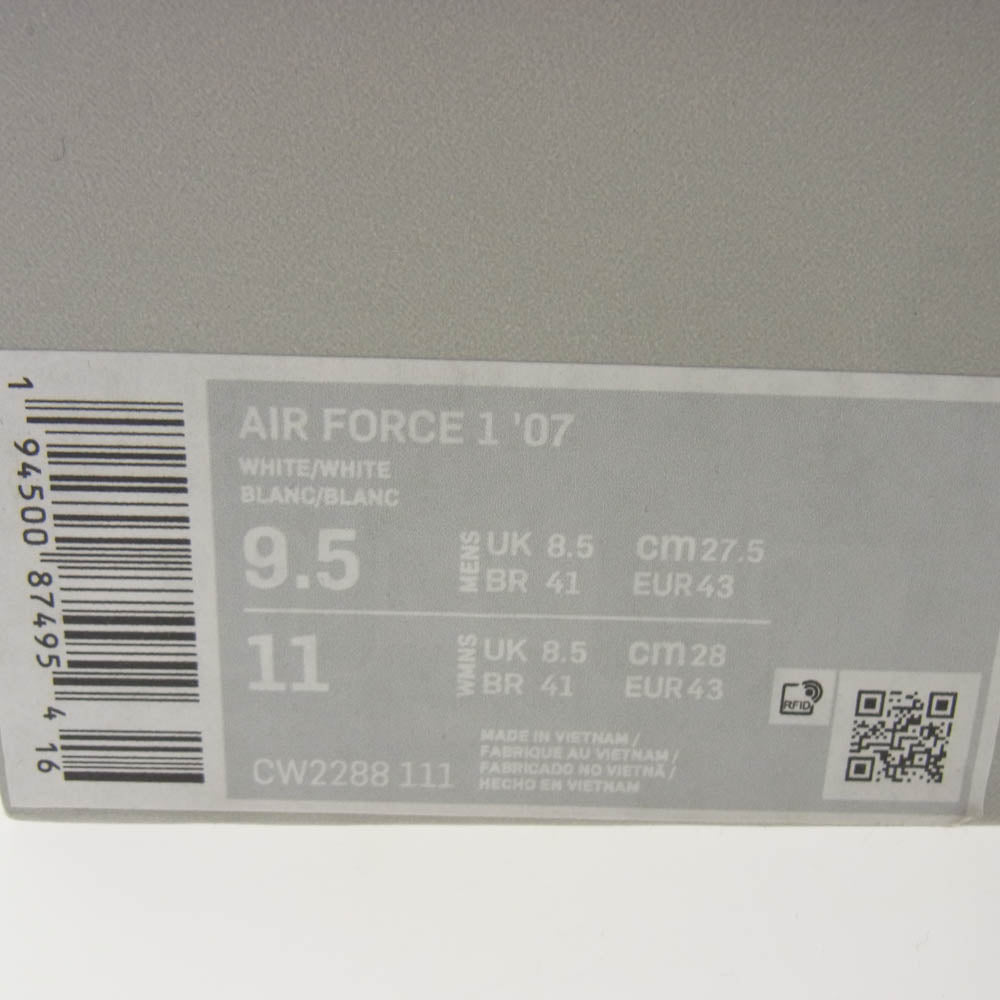 AIR FORCE 1 '07
WHITE/WHITE
BLANC/BLANC
9.5
MENS
UK 8.5 cm 27.5
BR 41 EUR 43
11
WMNS
UK 8.5 cm 28
BR 41 EUR 43
CW2288 111
MADE IN VIETNAM /
FABRIQUE AU VIETNAM /
FABRICADO NO VIETNÃ /
HECHO EN VIETNAM
RFID
1 94500 87495 4 16